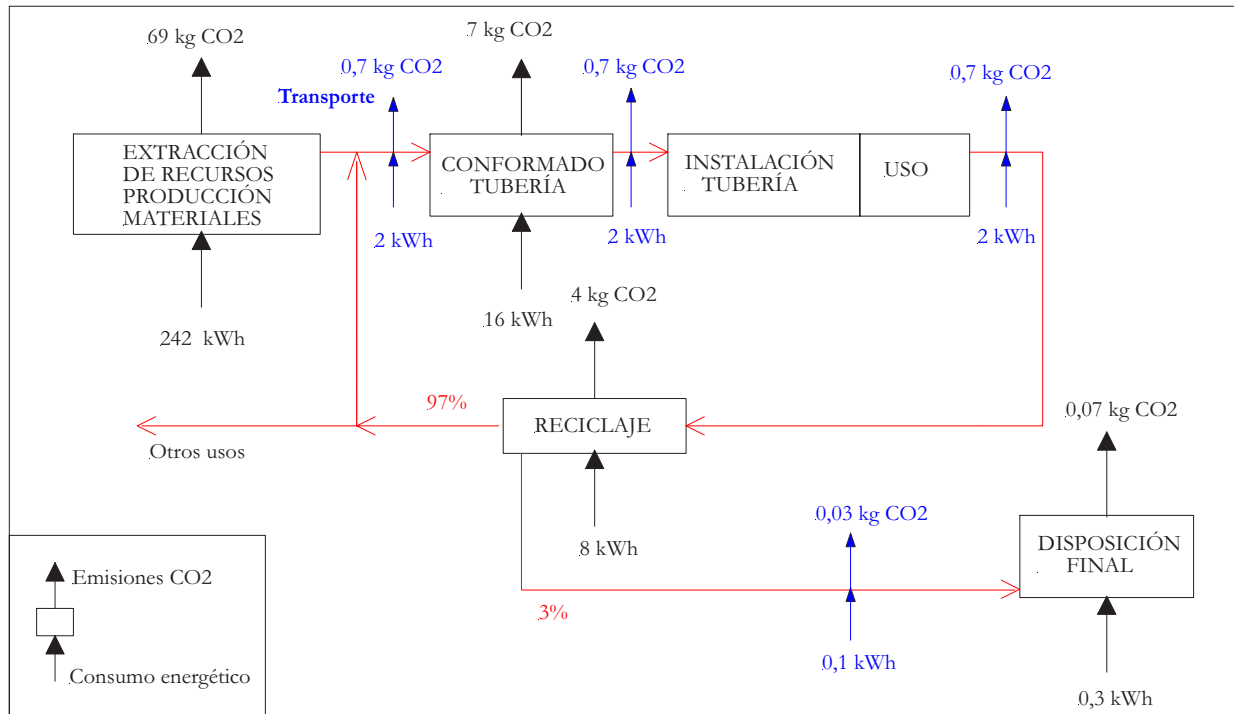 69 kg CO2
7 kg CO2
0,7 kg CO2
0,7 kg CO2
0,7 kg CO2
Transporte
EXTRACCIÓN
DE RECURSOS
PRODUCCIÓN
MATERIALES
CONFORMADO
TUBERÍA
INSTALACIÓN
TUBERÍA
USO
2 kWh
2 kWh
2 kWh
242 kWh
16 kWh
4 kg CO2
97%
RECICLAJE
Otros usos
0,07 kg CO2
8 kWh
0,03 kg CO2
DISPOSICIÓN
FINAL
3%
0,1 kWh
0,3 kWh
Emisiones CO2
Consumo energético